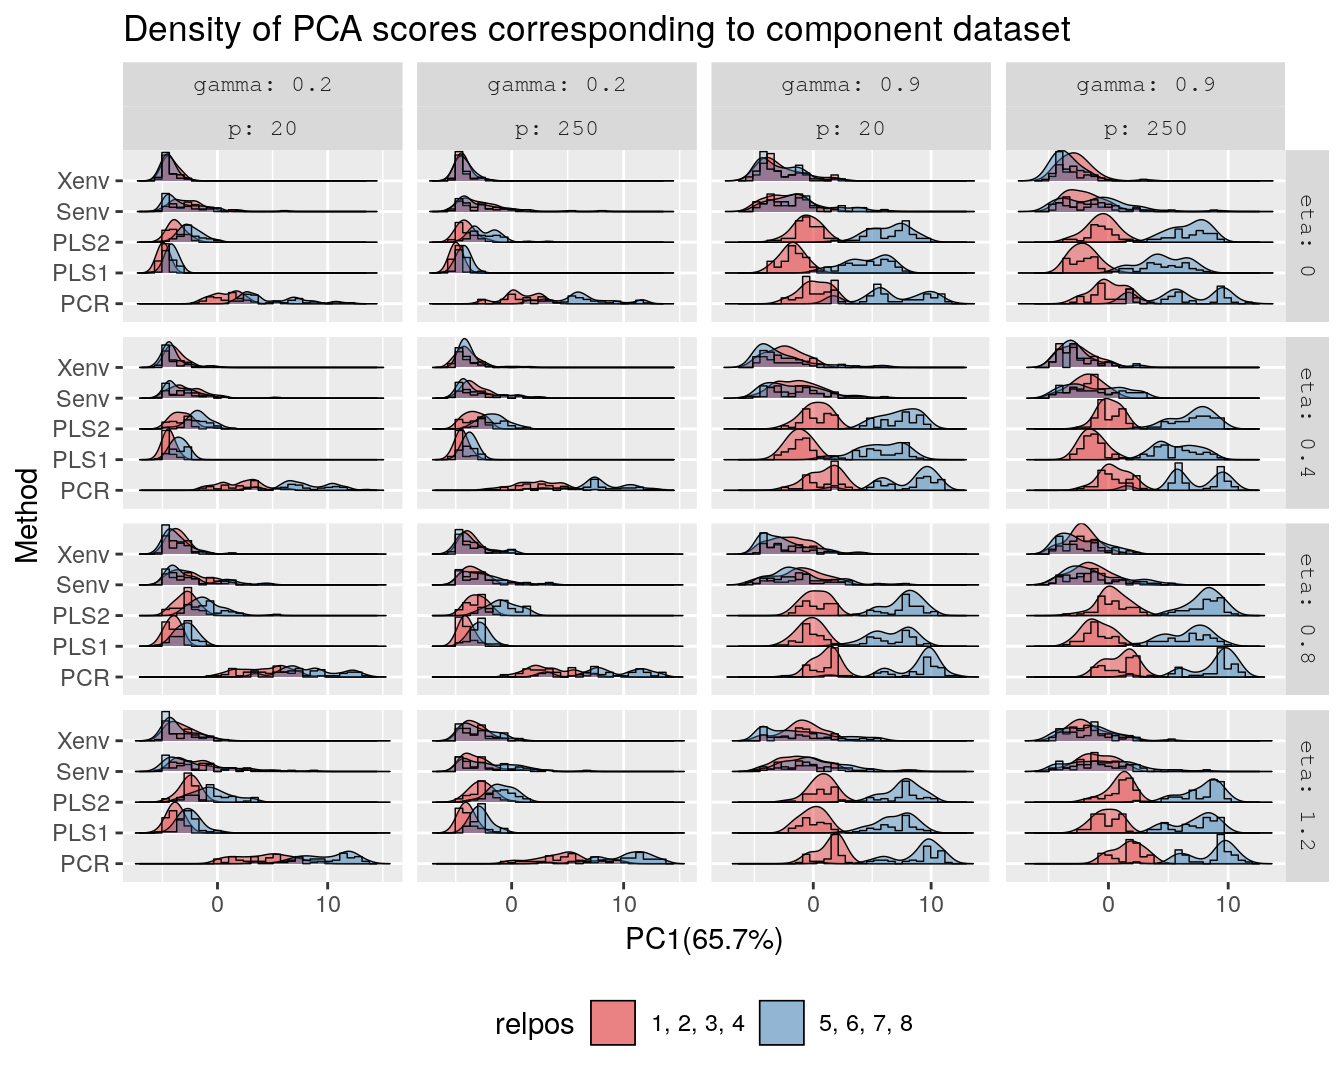 Density of PCA scores corresponding to component dataset
gamma: 0.2 gamma: 0.2 gamma: 0.9 gamma: 0.9
p: 20 p: 250 p: 20 p: 250
Xenv
Senv
PLS2
PLS1
PCR
eta: 0
Xenv
Senv
PLS2
PLS1
PCR
eta: 0.4
Xenv
Senv
PLS2
PLS1
PCR
eta: 0.8
Xenv
Senv
PLS2
PLS1
PCR
eta: 1.2
Method
0 10 0 10 0 10 0 10
PC1(65.7%)
relpos 1, 2, 3, 4 5, 6, 7, 8